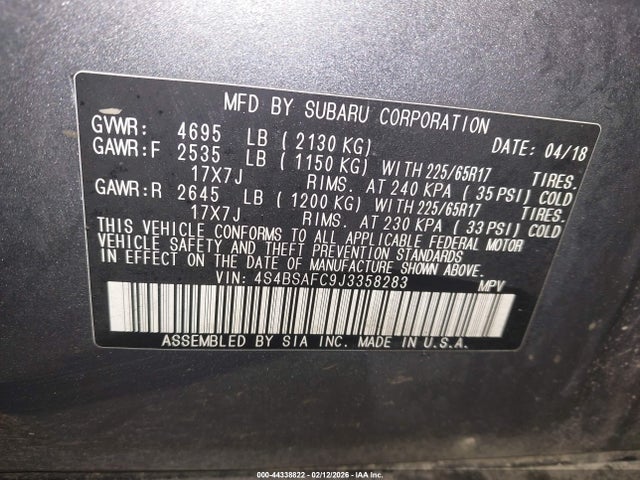 MFD BY SUBARU CORPORATION
GVWR: 4695 LB ( 2130 KG) DATE: 04/18
GAWR:F 2535 LB ( 1150 KG) WITH 225/65R17 TIRES.
17X7J RIMS. AT 240 KPA ( 35 PSI) COLD
GAWR:R 2645 LB ( 1200 KG) WITH 225/65R17 TIRES.
17X7J RIMS. AT 230 KPA ( 33 PSI) COLD
THIS VEHICLE CONFORMS TO ALL APPLICABLE FEDERAL MOTOR
VEHICLE SAFETY AND THEFT PREVENTION STANDARDS
IN EFFECT ON THE DATE OF MANUFACTURE SHOWN ABOVE.
VIN: 4S4BSAFC9J3358283 MPV
ASSEMBLED BY SIA INC. MADE IN U.S.A.
000-44338822 - 02/12/2026 - IAA Inc.